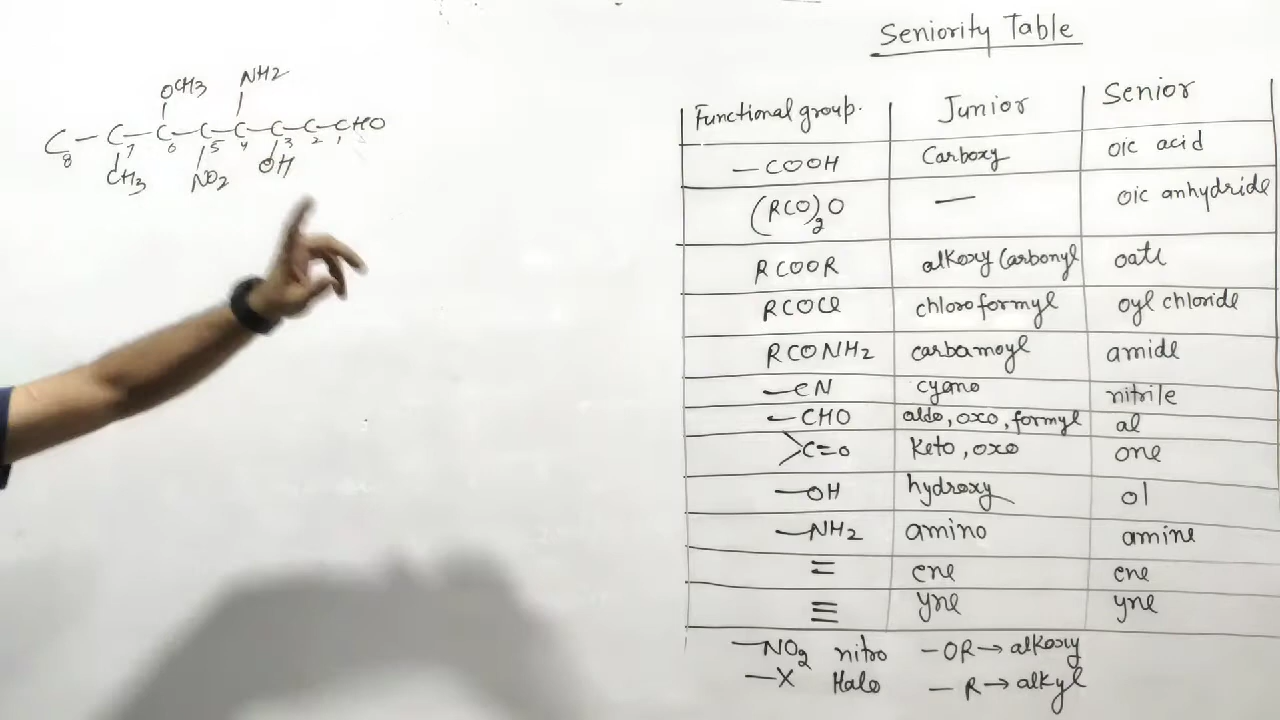 Seniority Table
OCH3 NH2
C-C-C-C-C-C-C-CHO
8 7 6 5 4 3 2 1
CH3 NO2 OH
Functional group. Junior Senior
-COOH Carboxy oic acid
(RCO)2O — oic anhydride
RCOOR alkoxy Carbonyl oate
RCOCl chloroformyl oyl chloride
RCONH2 carbamoyl amide
-CN cyano nitrile
-CHO aldo, oxo, formyl al
>C=O Keto, oxo one
-OH hydroxy ol
-NH2 amino amine
= ene ene
≡ yne yne
-NO2 nitro -OR→alkoxy
-X Halo -R→alkyl